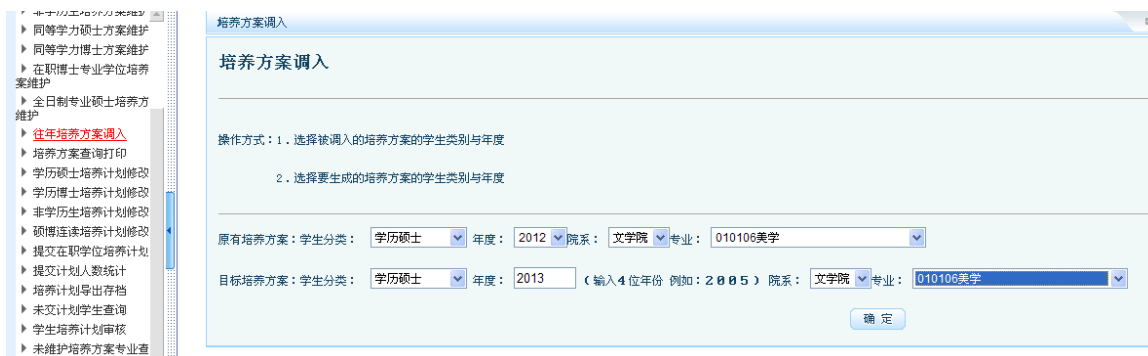 同等学力硕士方案维护
同等学力博士方案维护
在职博士专业学位培养
案维护
全日制专业硕士培养方
维护
往年培养方案调入
培养方案查询打印
学历硕士培养计划修改
学历博士培养计划修改
非学历生培养计划修改
硕博连读培养计划修改
提交在职学位培养计划
提交计划人数统计
培养计划导出存档
未交计划学生查询
学生培养计划审核
未维护培养方案专业查
培养方案调入
培养方案调入
操作方式：1．选择被调入的培养方案的学生类别与年度
2．选择要生成的培养方案的学生类别与年度
原有培养方案：学生分类： 学历硕士 年度： 2012 院系： 文学院 专业： 010106美学
目标培养方案：学生分类： 学历硕士 年度： 2013 （输入4位年份 例如：2005）院系： 文学院 专业： 010106美学
确 定